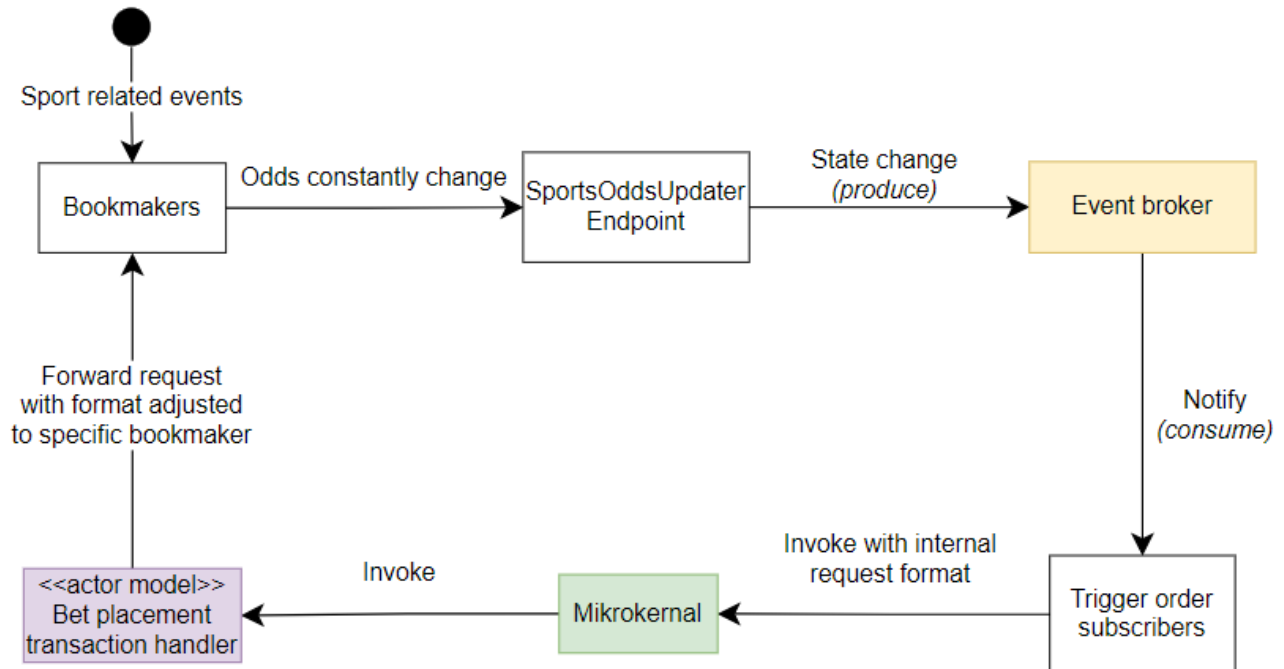 Sport related events
Bookmakers
Odds constantly change
SportsOddsUpdater
Endpoint
State change
(produce)
Event broker
Notify
(consume)
Trigger order
subscribers
Invoke with internal
request format
Mikrokernal
Invoke
<<actor model>>
Bet placement
transaction handler
Forward request
with format adjusted
to specific bookmaker